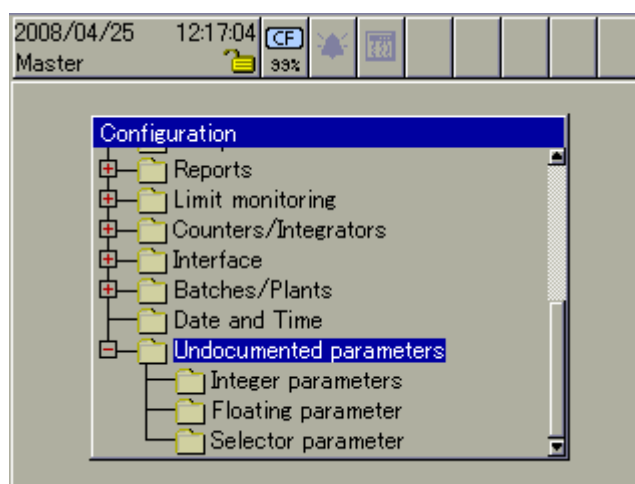 2008/04/25 12:17:04 CF
Master 99%
Configuration
Reports
Limit monitoring
Counters/Integrators
Interface
Batches/Plants
Date and Time
Undocumented parameters
Integer parameters
Floating parameter
Selector parameter